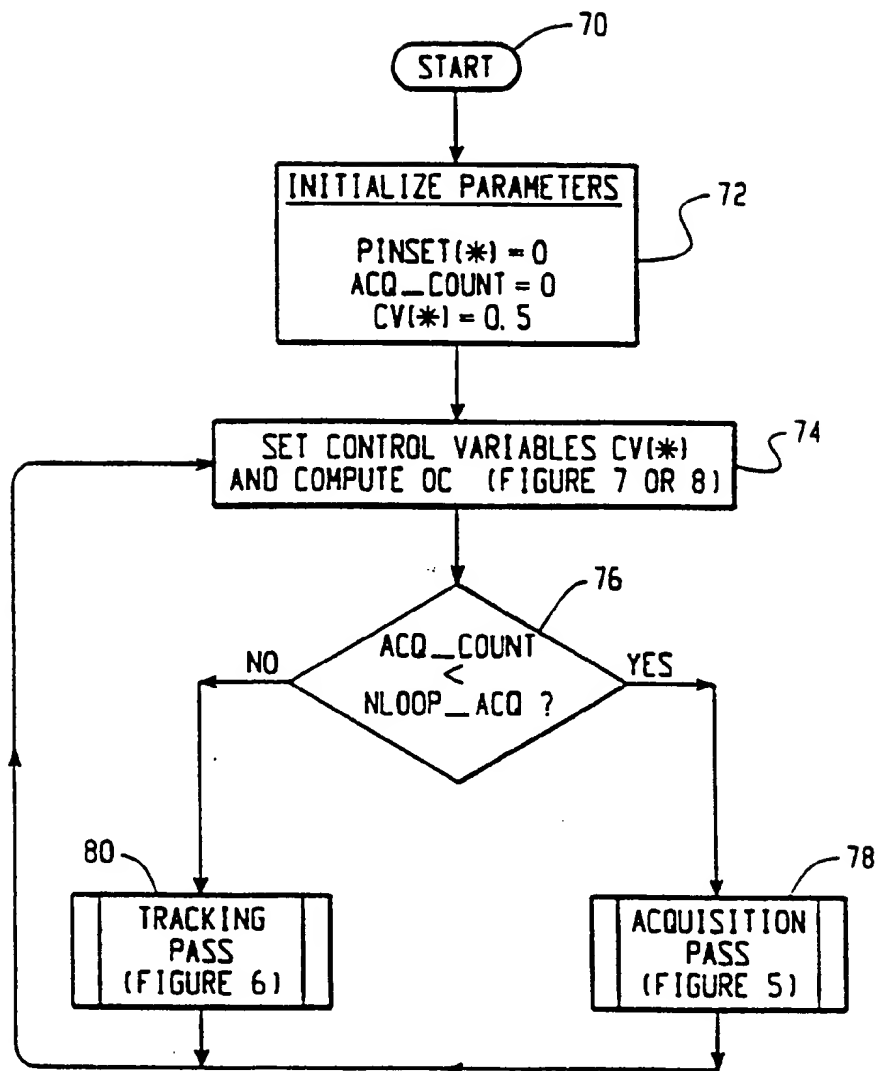 70
START
INITIALIZE PARAMETERS
72
PINSET(*) = 0
ACQ_COUNT = 0
CV(*) = 0.5
74
SET CONTROL VARIABLES CV(*)
AND COMPUTE OC (FIGURE 7 OR 8)
76
ACQ_COUNT
<
NLOOP_ACQ ?
NO
YES
80
78
TRACKING
PASS
(FIGURE 6)
ACQUISITION
PASS
(FIGURE 5)